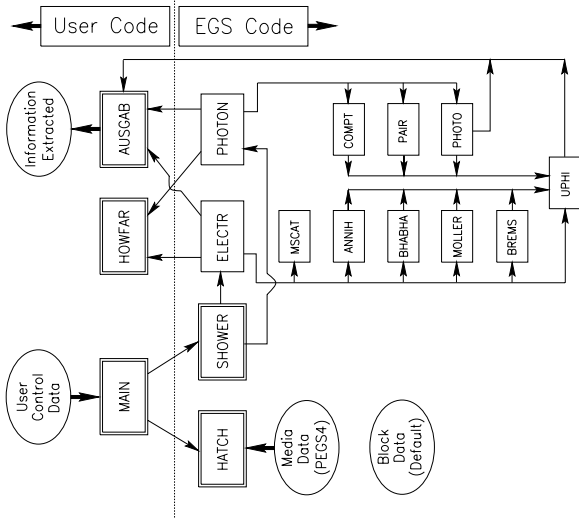 User Code
EGS Code
Information
Extracted
AUSGAB
PHOTON
COMPT
PAIR
PHOTO
UPHI
HOWFAR
ELECTR
MSCAT
ANNIH
BHABHA
MOLLER
BREMS
User
Control
Data
MAIN
SHOWER
HATCH
Media
Data
(PEGS4)
Block
Data
(Default)